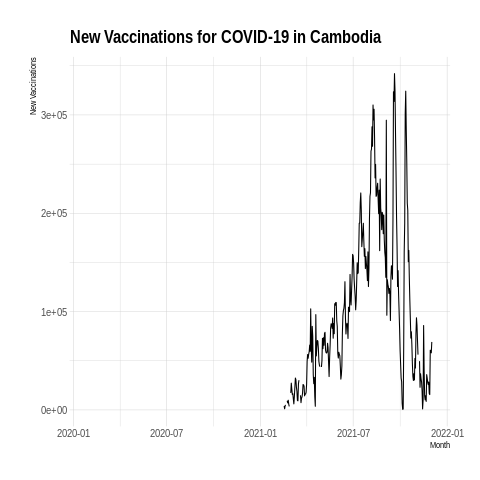 New Vaccinations for COVID-19 in Cambodia
New Vaccinations
3e+05
2e+05
1e+05
0e+00
2020-01 2020-07 2021-01 2021-07 2022-01
Month